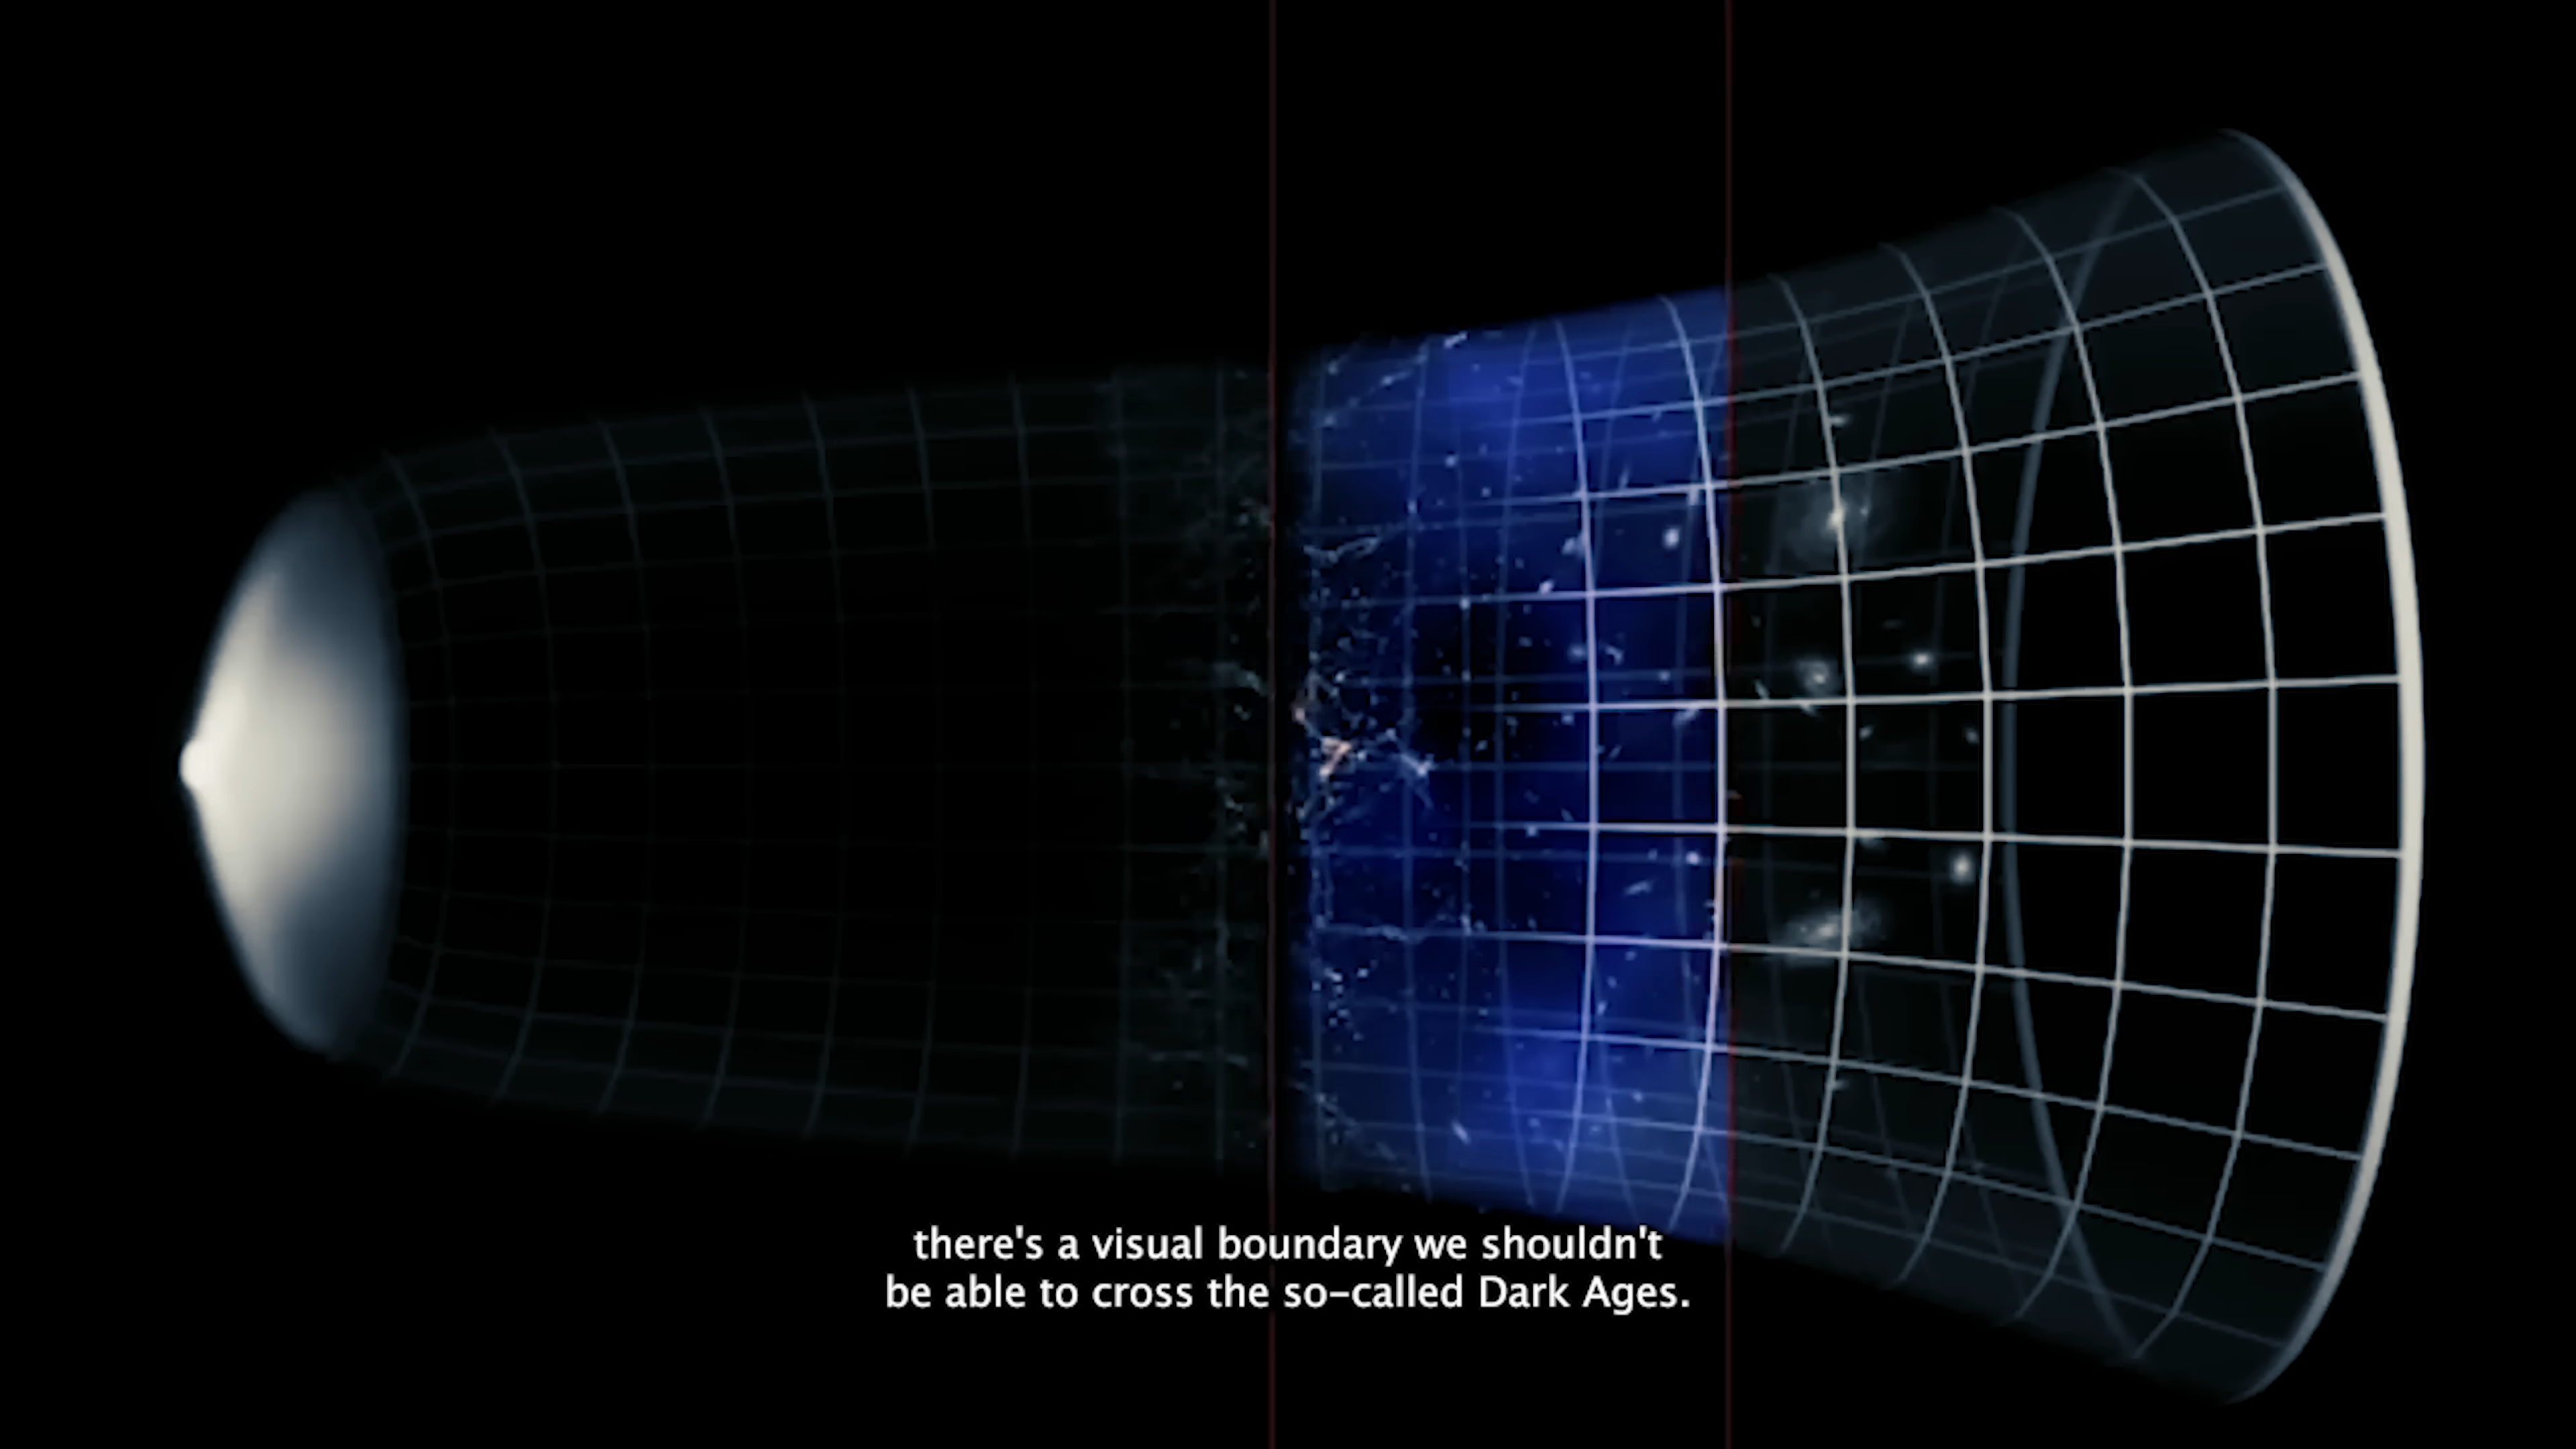 there's a visual boundary we shouldn't
be able to cross the so-called Dark Ages.